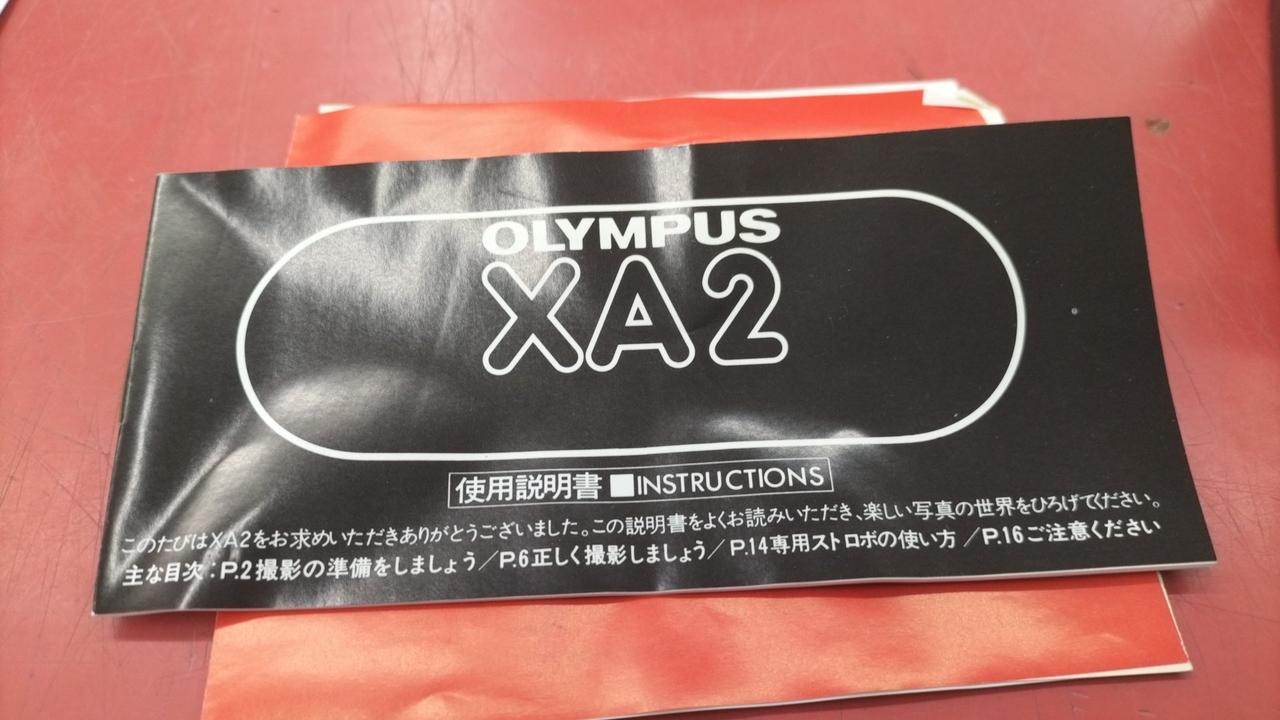 OLYMPUS
XA2
使用説明書 ■INSTRUCTIONS
このたびはXA2をお求めいただきありがとうございました。この説明書をよくお読みいただき、楽しい写真の世界をひろげてください。
主な目次：P.2撮影の準備をしましょう／P.6正しく撮影しましょう／P.14専用ストロボの使い方／P.16ご注意ください